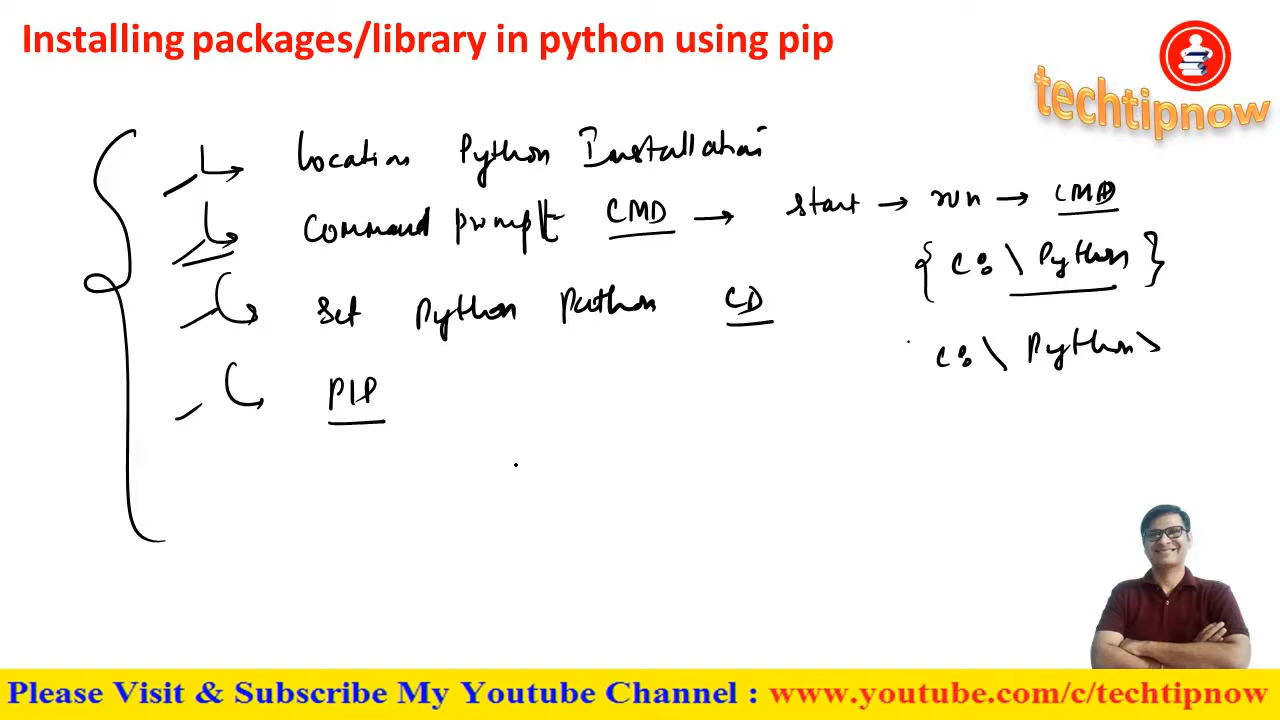 Installing packages/library in python using pip
techtipnow
Location Python Installation
Command prompt CMD → start → run → CMD
{ C:\Python }
Set Python Python CD
C:\Python\
PIP
Please Visit & Subscribe My Youtube Channel : www.youtube.com/c/techtipnow